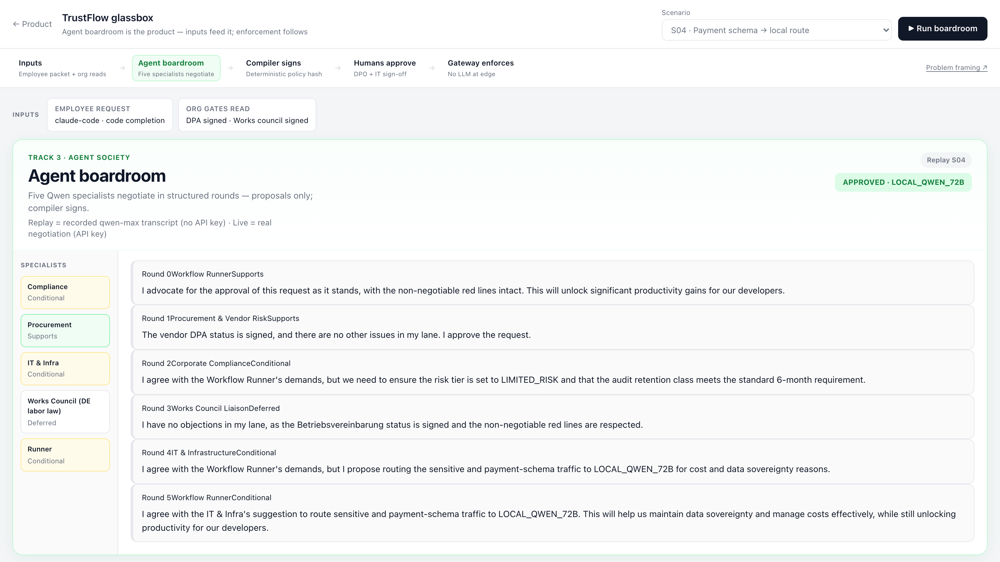 ← Product
TrustFlow glassbox
Agent boardroom is the product — inputs feed it; enforcement follows
Scenario
S04 · Payment schema → local route
▶ Run boardroom
Inputs
Employee packet + org reads
→
Agent boardroom
Five specialists negotiate
→
Compiler signs
Deterministic policy hash
→
Humans approve
DPO + IT sign-off
→
Gateway enforces
No LLM at edge
Problem framing ↗
INPUTS
EMPLOYEE REQUEST
claude-code · code completion
ORG GATES READ
DPA signed · Works council signed
TRACK 3 · AGENT SOCIETY
Agent boardroom
Five Qwen specialists negotiate in structured rounds — proposals only;
compiler signs.
Replay = recorded qwen-max transcript (no API key) · Live = real
negotiation (API key)
Replay S04
APPROVED · LOCAL_QWEN_72B
SPECIALISTS
Compliance
Conditional
Procurement
Supports
IT & Infra
Conditional
Works Council (DE
labor law)
Deferred
Runner
Conditional
Round 0Workflow RunnerSupports
I advocate for the approval of this request as it stands, with the non-negotiable red lines intact. This will unlock significant productivity gains for our developers.
Round 1Procurement & Vendor RiskSupports
The vendor DPA status is signed, and there are no other issues in my lane. I approve the request.
Round 2Corporate ComplianceConditional
I agree with the Workflow Runner's demands, but we need to ensure the risk tier is set to LIMITED_RISK and that the audit retention class meets the standard 6-month requirement.
Round 3Works Council LiaisonDeferred
I have no objections in my lane, as the Betriebsvereinbarung status is signed and the non-negotiable red lines are respected.
Round 4IT & InfrastructureConditional
I agree with the Workflow Runner's demands, but I propose routing the sensitive and payment-schema traffic to LOCAL_QWEN_72B for cost and data sovereignty reasons.
Round 5Workflow RunnerConditional
I agree with the IT & Infra's suggestion to route sensitive and payment-schema traffic to LOCAL_QWEN_72B. This will help us maintain data sovereignty and manage costs effectively, while still unlocking
productivity for our developers.